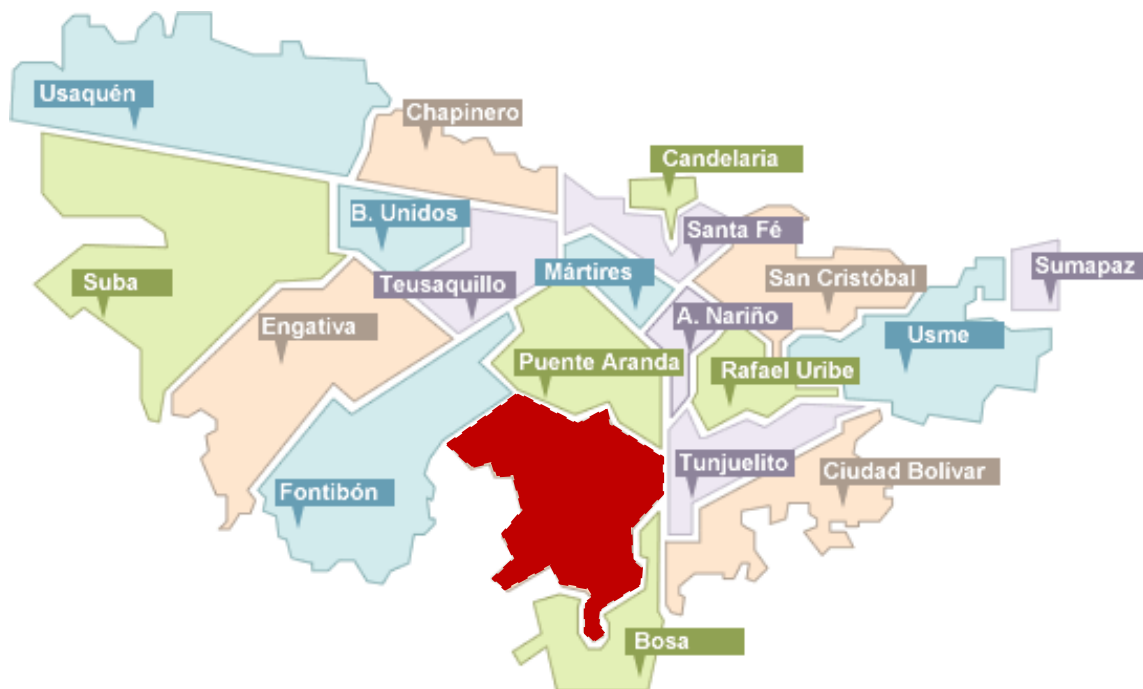 Usaquén
Chapinero
Candelaria
B. Unidos
Santa Fé
Sumapaz
Suba
Teusaquillo
Mártires
San Cristóbal
Engativa
A. Nariño
Usme
Puente Aranda
Rafael Uribe
Tunjuelito
Ciudad Bolívar
Fontibón
Bosa